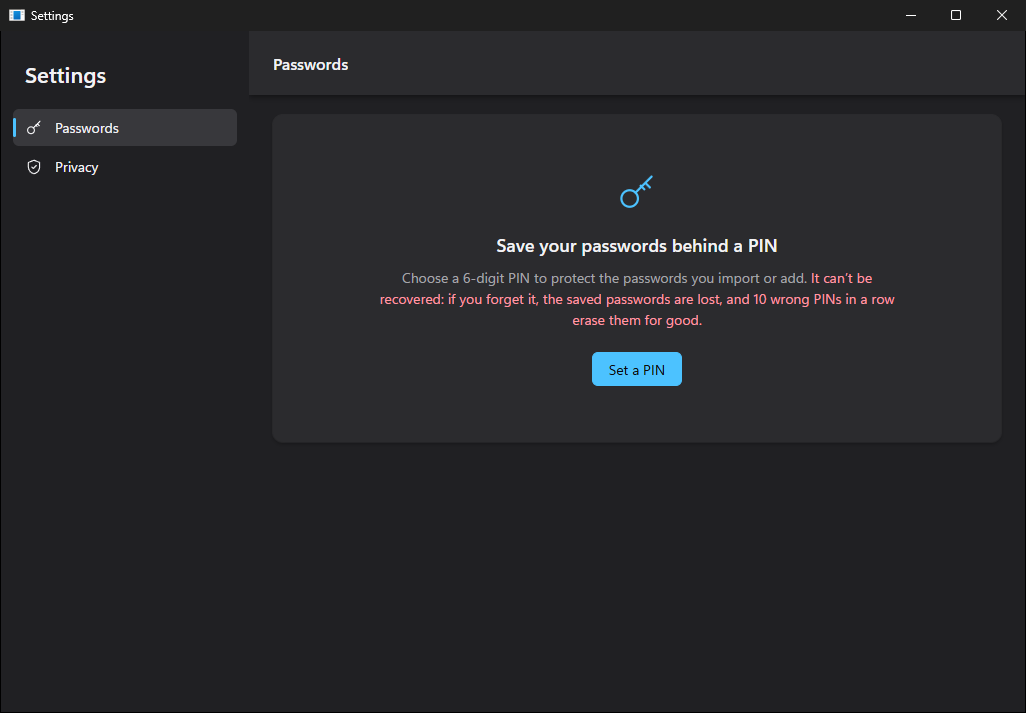 Settings
Settings
Passwords
Privacy
Passwords
Save your passwords behind a PIN
Choose a 6-digit PIN to protect the passwords you import or add. It can't be
recovered: if you forget it, the saved passwords are lost, and 10 wrong PINs in a row
erase them for good.
Set a PIN